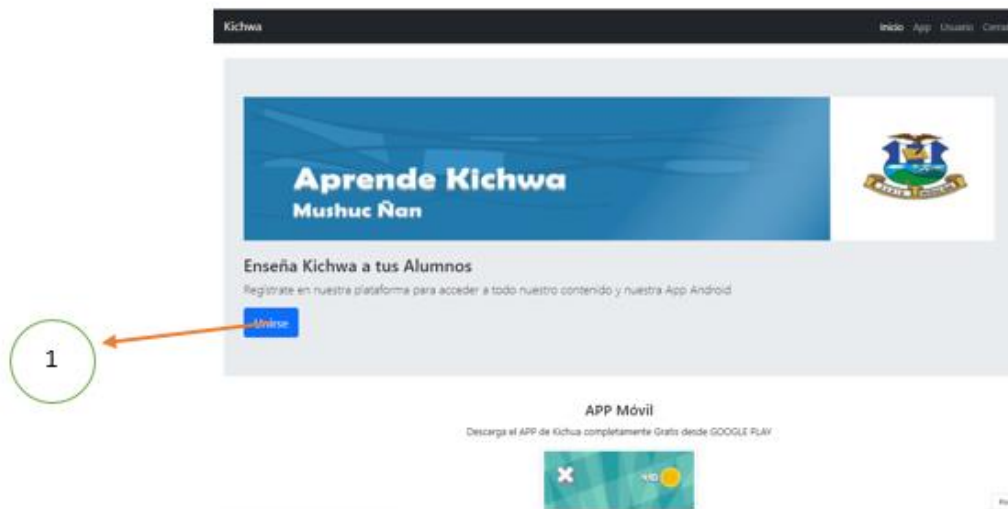 Kichwa
Inicio App Usuario Cerrar
Aprende Kichwa
Mushuc Ñan
Enseña Kichwa a tus Alumnos
Registrate en nuestra plataforma para acceder a todo nuestro contenido y nuestra App Android
Unirse
1
APP Móvil
Descarga el APP de Kichua completamente Gratis desde GOOGLE PLAY